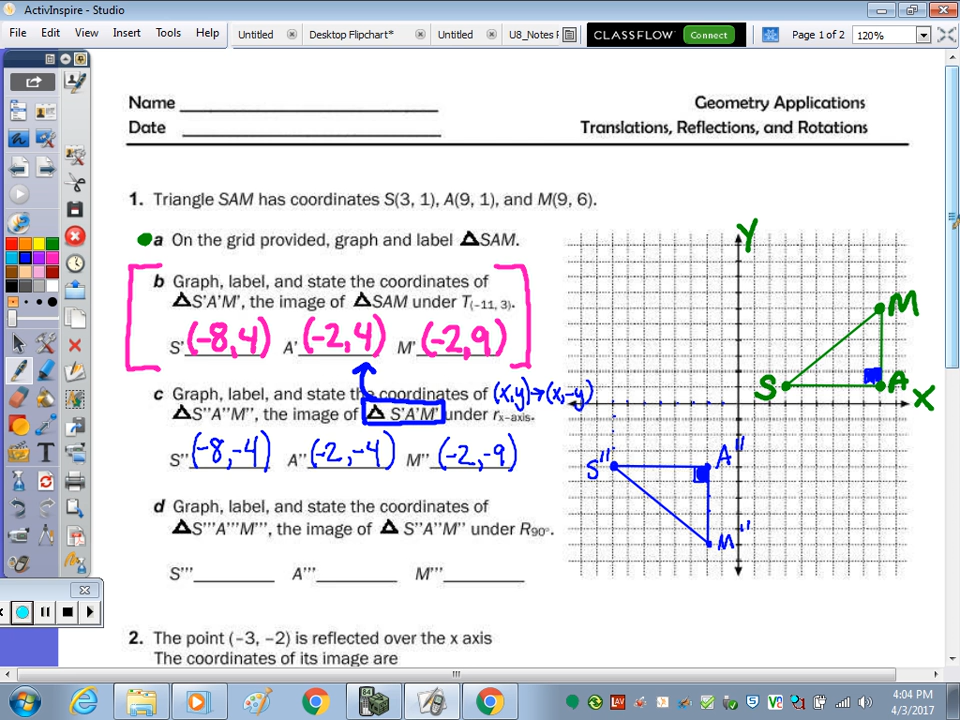 ActivInspire - Studio
File Edit View Insert Tools Help Untitled Desktop Flipchart* Untitled U8_Notes F CLASSFLOW Connect Page 1 of 2 120%
Name
Date
Geometry Applications
Translations, Reflections, and Rotations
1. Triangle SAM has coordinates S(3, 1), A(9, 1), and M(9, 6).
a On the grid provided, graph and label △SAM.
b Graph, label, and state the coordinates of
△S'A'M', the image of △SAM under T(-11, 3).
S' (-8,4) A' (-2,4) M' (-2,9)
c Graph, label, and state the coordinates of (x,y)→(x,-y)
△S''A''M'', the image of △ S'A'M' under rx-axis.
S'' (-8,-4) A'' (-2,-4) M'' (-2,-9)
d Graph, label, and state the coordinates of
△S'''A'''M''', the image of △ S''A''M'' under R90°.
S''' A''' M'''
2. The point (-3, -2) is reflected over the x axis
The coordinates of its image are
Y
M
S
A
X
S''
A''
M''
4:04 PM
4/3/2017